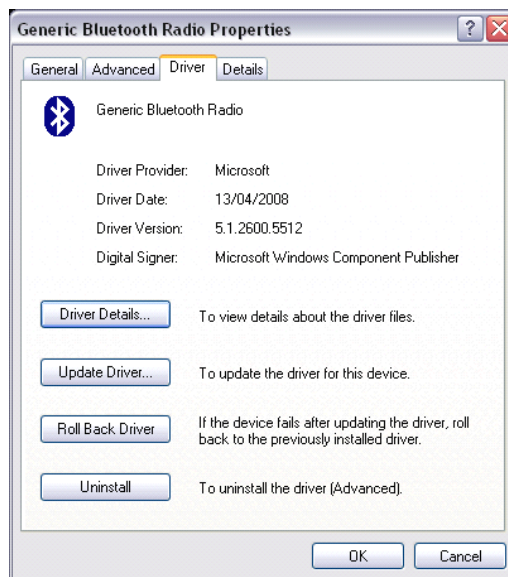 Generic Bluetooth Radio Properties
General Advanced Driver Details
Generic Bluetooth Radio
Driver Provider: Microsoft
Driver Date: 13/04/2008
Driver Version: 5.1.2600.5512
Digital Signer: Microsoft Windows Component Publisher
Driver Details... To view details about the driver files.
Update Driver... To update the driver for this device.
Roll Back Driver If the device fails after updating the driver, roll
back to the previously installed driver.
Uninstall To uninstall the driver (Advanced).
OK Cancel